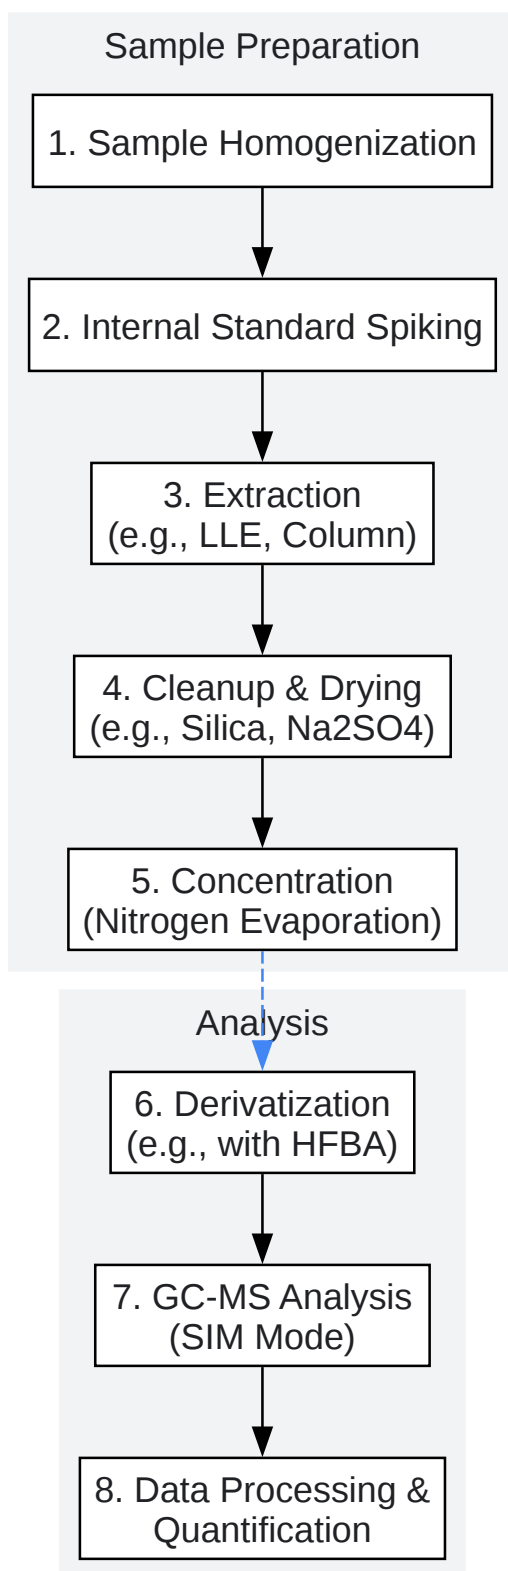 Sample Preparation
1. Sample Homogenization
2. Internal Standard Spiking
3. Extraction
(e.g., LLE, Column)
4. Cleanup & Drying
(e.g., Silica, Na2SO4)
5. Concentration
(Nitrogen Evaporation)
Analysis
6. Derivatization
(e.g., with HFBA)
7. GC-MS Analysis
(SIM Mode)
8. Data Processing &
Quantification